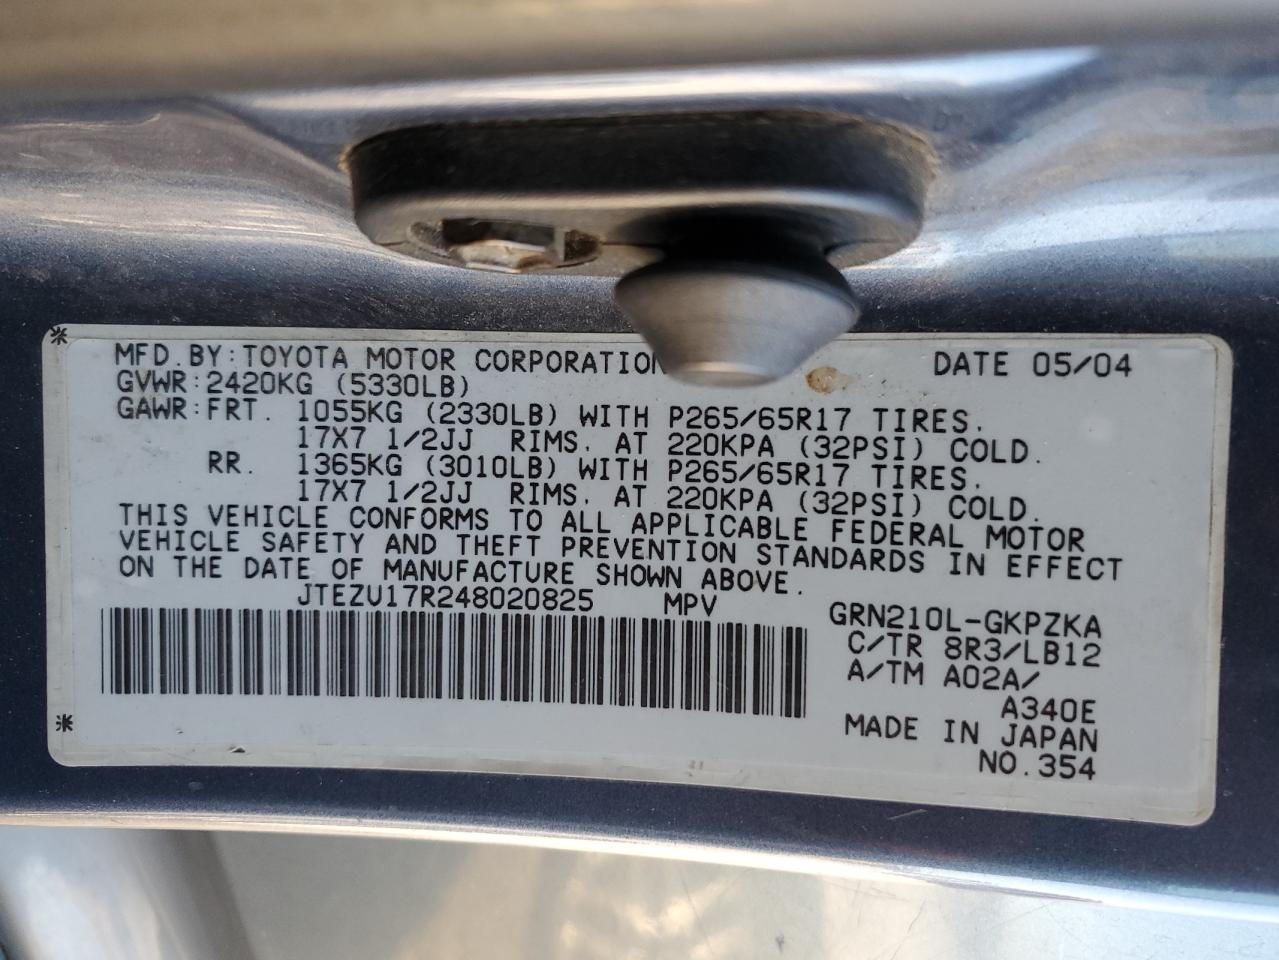 MFD. BY: TOYOTA MOTOR CORPORATION DATE 05/04
GVWR: 2420KG (5330LB)
GAWR: FRT. 1055KG (2330LB) WITH P265/65R17 TIRES.
17X7 1/2JJ RIMS, AT 220KPA (32PSI) COLD.
RR. 1365KG (3010LB) WITH P265/65R17 TIRES.
17X7 1/2JJ RIMS, AT 220KPA (32PSI) COLD.
THIS VEHICLE CONFORMS TO ALL APPLICABLE FEDERAL MOTOR
VEHICLE SAFETY AND THEFT PREVENTION STANDARDS IN EFFECT
ON THE DATE OF MANUFACTURE SHOWN ABOVE.
JTEZU17R248020825 MPV
GRN210L-GKPZKA
C/TR 8R3/LB12
A/TM A02A/
A340E
MADE IN JAPAN
NO.354